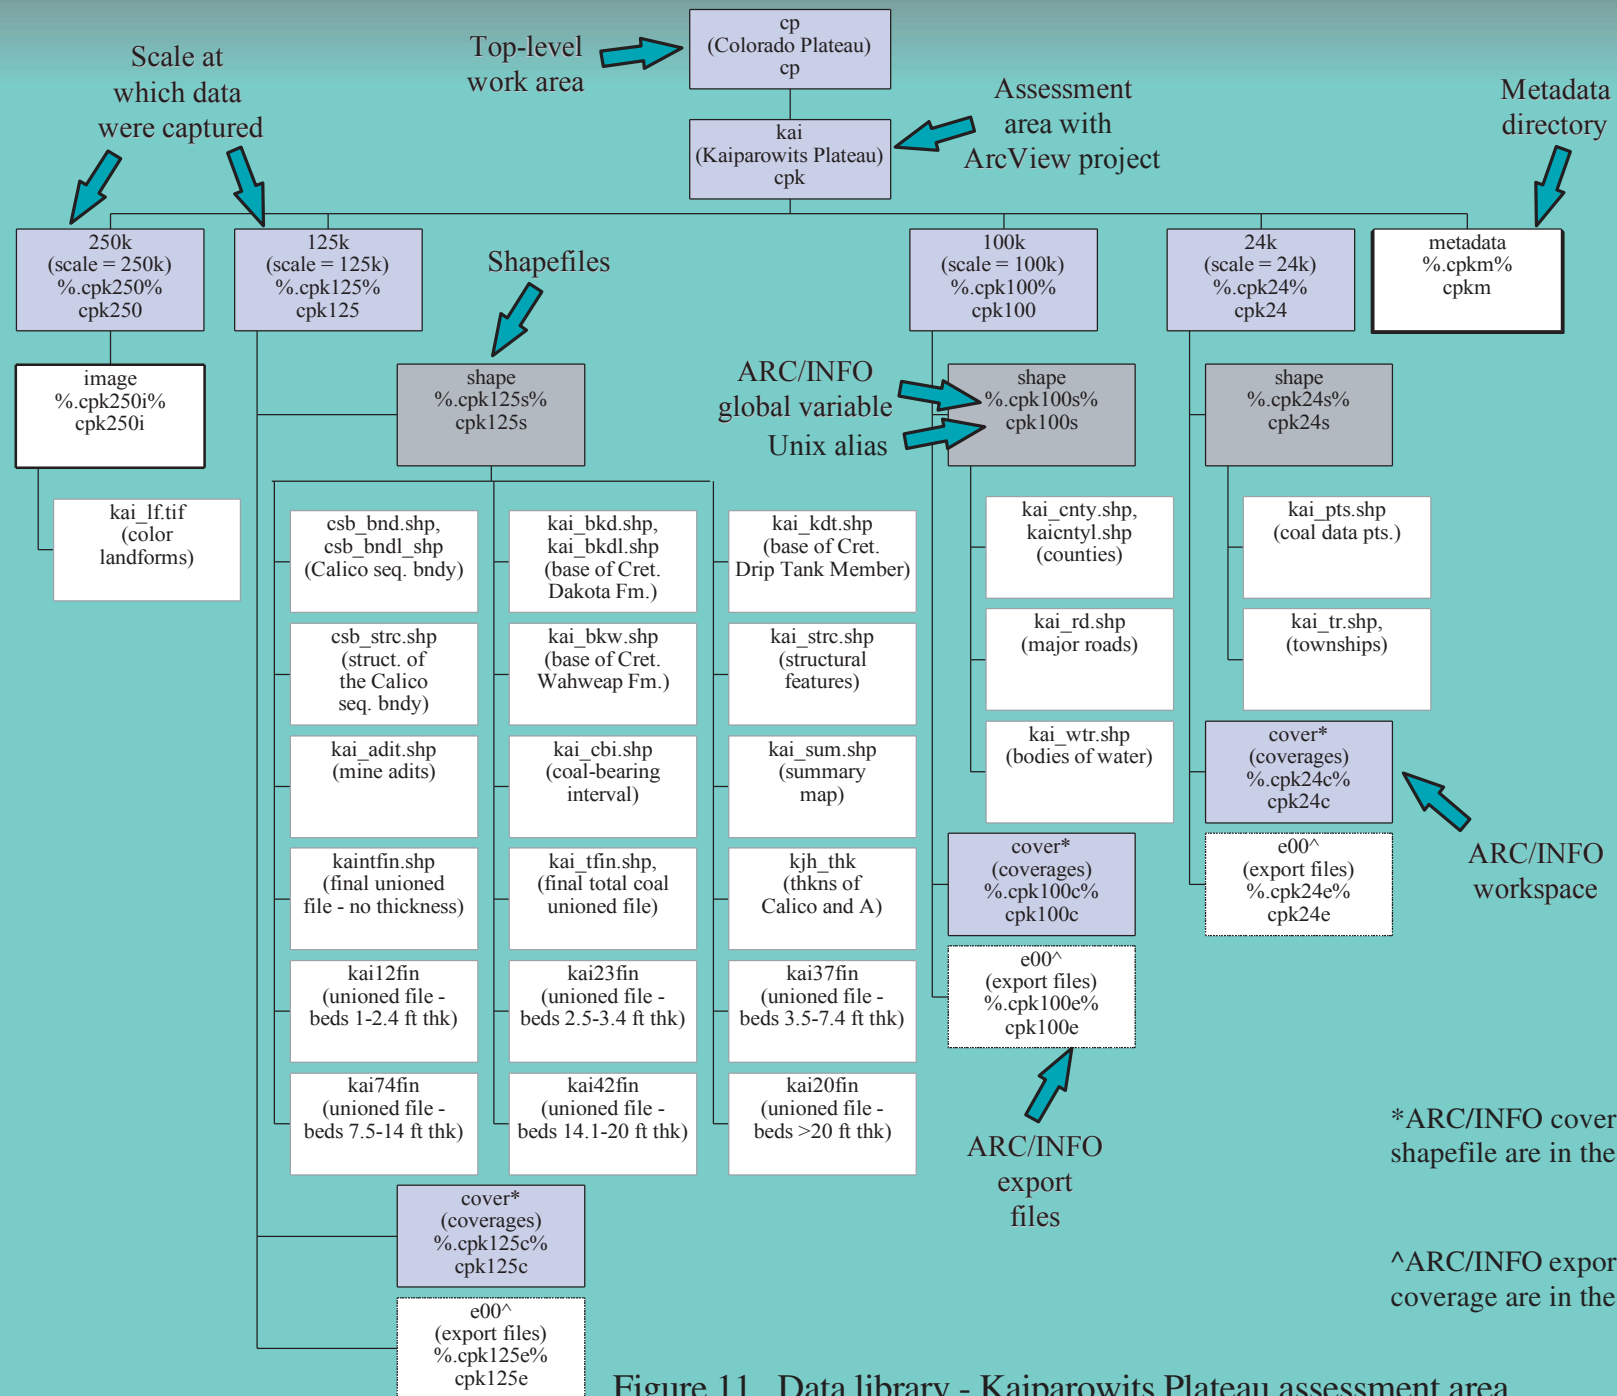 cp
(Colorado Plateau)
cp
Top-level
work area
Scale at
which data
were captured
kai
(Kaiparowits Plateau)
cpk
Assessment
area with
ArcView project
Metadata
directory
250k
(scale = 250k)
%.cpk250%
cpk250
125k
(scale = 125k)
%.cpk125%
cpk125
100k
(scale = 100k)
%.cpk100%
cpk100
24k
(scale = 24k)
%.cpk24%
cpk24
metadata
%.cpkm%
cpkm
Shapefiles
image
%.cpk250i%
cpk250i
shape
%.cpk125s%
cpk125s
ARC/INFO
global variable
Unix alias
shape
%.cpk100s%
cpk100s
shape
%.cpk24s%
cpk24s
kai_lf.tif
(color
landforms)
csb_bnd.shp,
csb_bndl_shp
(Calico seq. bndy)
kai_bkd.shp,
kai_bkdl.shp
(base of Cret.
Dakota Fm.)
kai_kdt.shp
(base of Cret.
Drip Tank Member)
kai_cnty.shp,
kaicntyl.shp
(counties)
kai_pts.shp
(coal data pts.)
csb_strc.shp
(struct. of
the Calico
seq. bndy)
kai_bkw.shp
(base of Cret.
Wahweap Fm.)
kai_strc.shp
(structural
features)
kai_rd.shp
(major roads)
kai_tr.shp,
(townships)
kai_adit.shp
(mine adits)
kai_cbi.shp
(coal-bearing
interval)
kai_sum.shp
(summary
map)
kai_wtr.shp
(bodies of water)
cover*
(coverages)
%.cpk24c%
cpk24c
kaintfin.shp
(final unioned
file - no thickness)
kai_tfin.shp,
(final total coal
unioned file)
kjh_thk
(thkns of
Calico and A)
cover*
(coverages)
%.cpk100c%
cpk100c
e00^
(export files)
%.cpk24e%
cpk24e
ARC/INFO
workspace
kai12fin
(unioned file -
beds 1-2.4 ft thk)
kai23fin
(unioned file -
beds 2.5-3.4 ft thk)
kai37fin
(unioned file -
beds 3.5-7.4 ft thk)
e00^
(export files)
%.cpk100e%
cpk100e
kai74fin
(unioned file -
beds 7.5-14 ft thk)
kai42fin
(unioned file -
beds 14.1-20 ft thk)
kai20fin
(unioned file -
beds >20 ft thk)
ARC/INFO
export
files
*ARC/INFO cover
shapefile are in the
cover*
(coverages)
%.cpk125c%
cpk125c
^ARC/INFO expor
coverage are in the
e00^
(export files)
%.cpk125e%
cpk125e
Figure 11. Data library - Kaiparowits Plateau assessment area